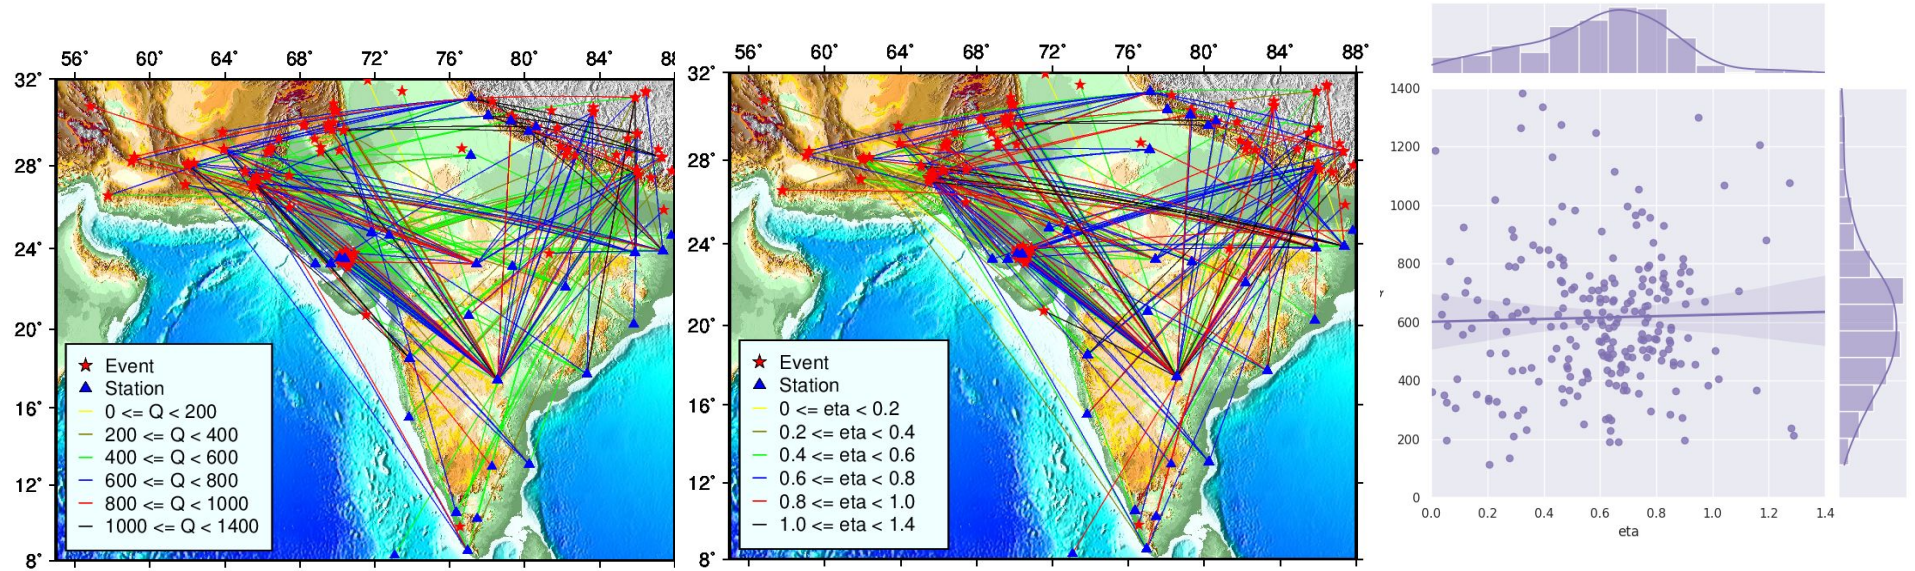 56˚ 60˚ 64˚ 68˚ 72˚ 76˚ 80˚ 84˚
32˚
28˚
24˚
20˚
16˚
12˚
8˚
Event
Station
0 <= Q < 200
200 <= Q < 400
400 <= Q < 600
600 <= Q < 800
800 <= Q < 1000
1000 <= Q < 1400
56˚ 60˚ 64˚ 68˚ 72˚ 76˚ 80˚ 84˚ 88˚
32˚
28˚
24˚
20˚
16˚
12˚
8˚
Event
Station
0 <= eta < 0.2
0.2 <= eta < 0.4
0.4 <= eta < 0.6
0.6 <= eta < 0.8
0.8 <= eta < 1.0
1.0 <= eta < 1.4
1400
1200
1000
800
600
400
200
0
0.0 0.2 0.4 0.6 0.8 1.0 1.2 1.4
eta